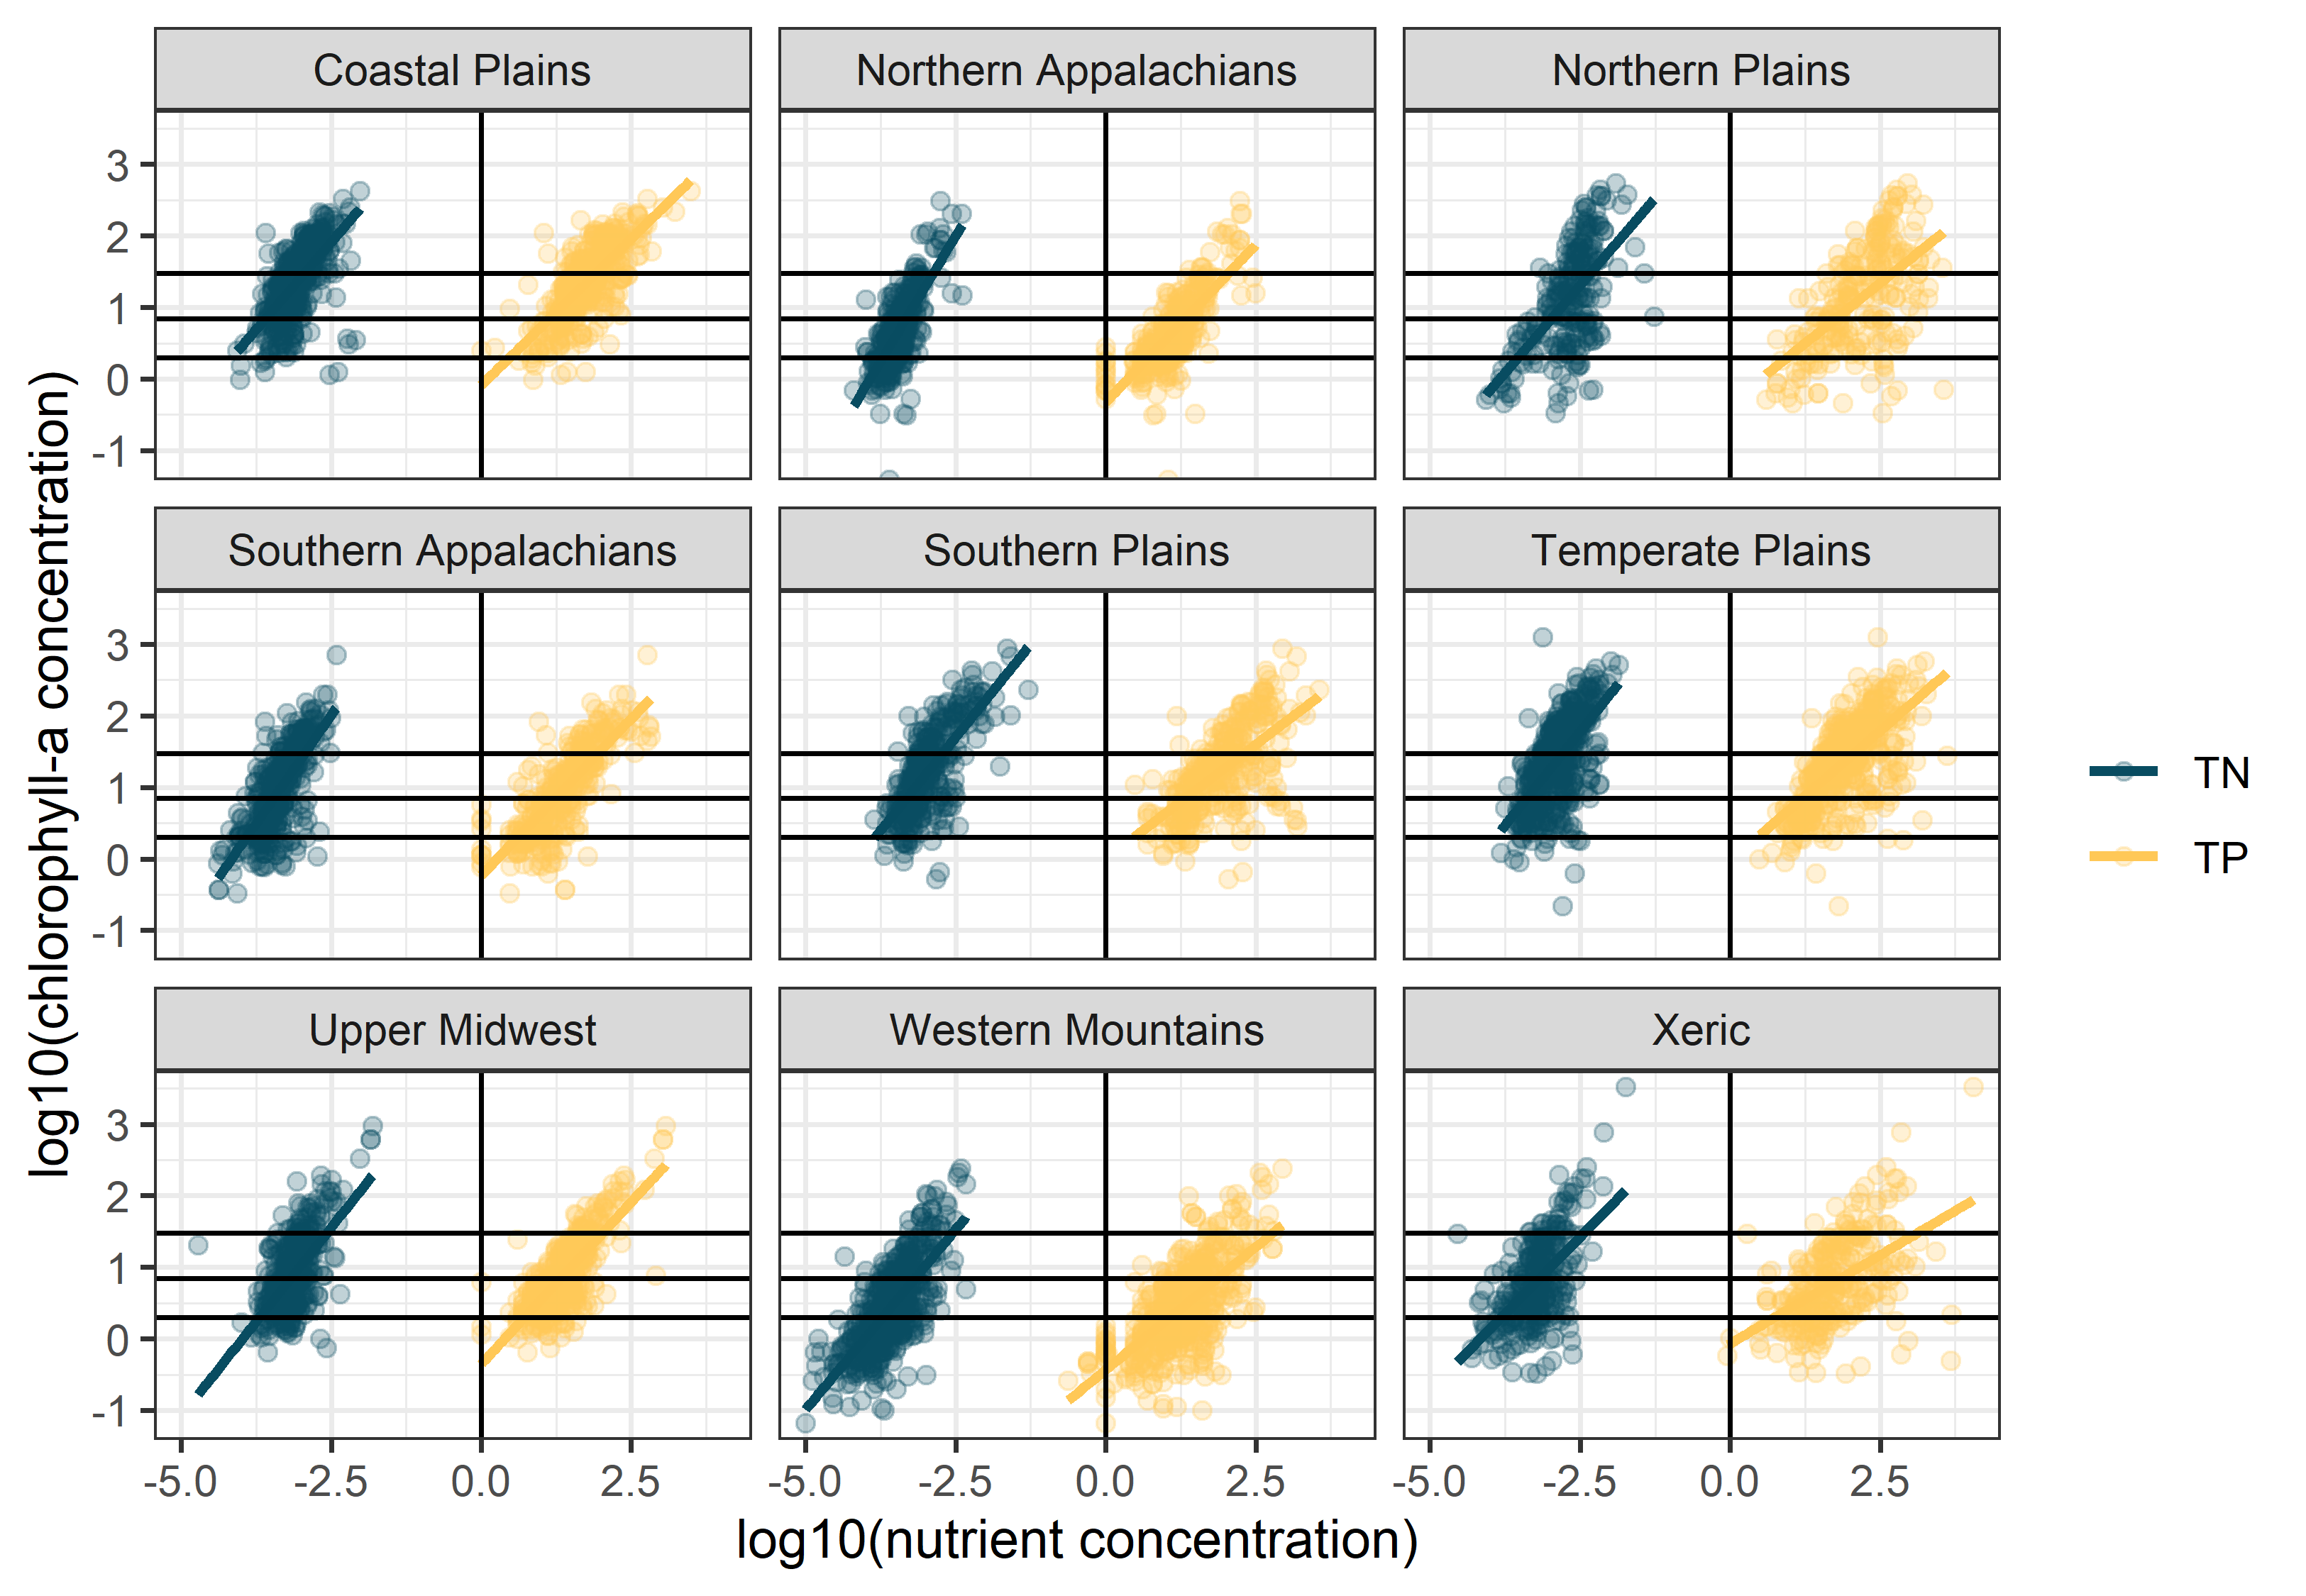 Coastal Plains
Northern Appalachians
Northern Plains
3
2
1
0
-1
Southern Appalachians
Southern Plains
Temperate Plains
3
2
1
0
-1
Upper Midwest
Western Mountains
Xeric
3
2
1
0
-1
-5.0 -2.5 0.0 2.5
-5.0 -2.5 0.0 2.5
-5.0 -2.5 0.0 2.5
log10(nutrient concentration)
log10(chlorophyll-a concentration)
TN
TP